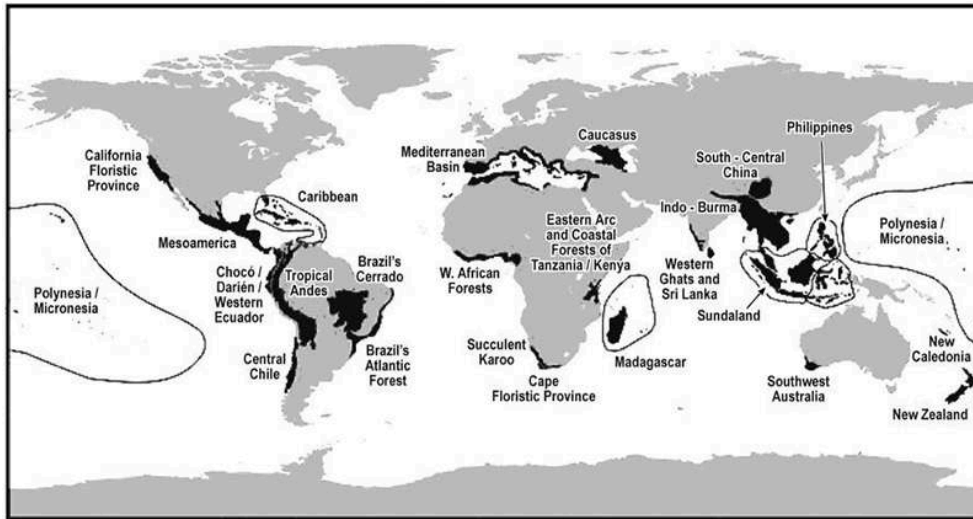 Philippines
Caucasus
Mediterranean
Basin
South - Central
China
California
Floristic
Province
Caribbean
Indo - Burma
Polynesia /
Micronesia
Eastern Arc
and Coastal
Forests of
Tanzania / Kenya
Mesoamerica
Brazil's
Cerrado
W. African
Forests
Western
Ghats and
Sri Lanka
Chocó /
Darién /
Western
Ecuador
Tropical
Andes
Polynesia /
Micronesia
Sundaland
New
Caledonia
Central
Chile
Brazil's
Atlantic
Forest
Succulent
Karoo
Madagascar
Cape
Floristic Province
Southwest
Australia
New Zealand